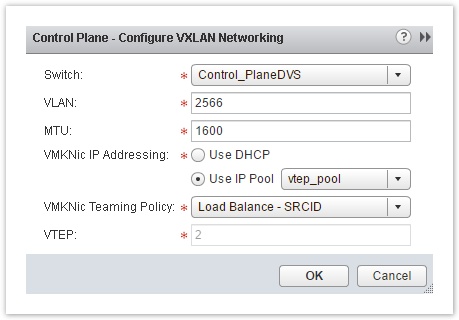 Control Plane - Configure VXLAN Networking ?
Switch: * Control_PlaneDVS
VLAN: * 2566
MTU: * 1600
VMKNic IP Addressing: * Use DHCP
Use IP Pool vtep_pool
VMKNic Teaming Policy: * Load Balance - SRCID
VTEP: * 2
OK Cancel